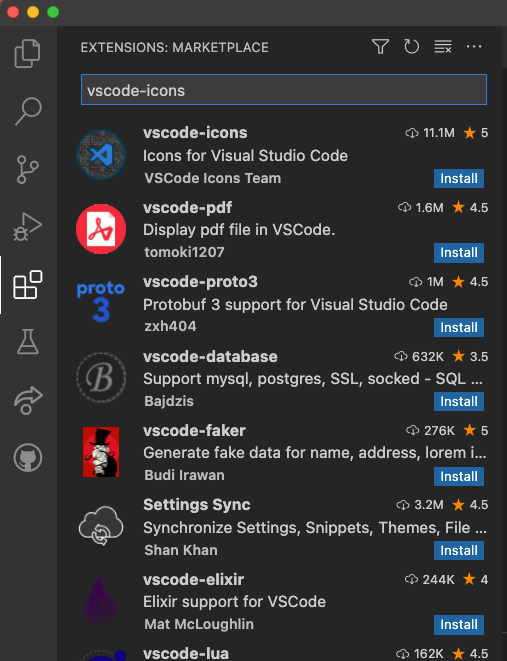 EXTENSIONS: MARKETPLACE
vscode-icons
vscode-icons 11.1M 5
Icons for Visual Studio Code
VSCode Icons Team Install
vscode-pdf 1.6M 4.5
Display pdf file in VSCode.
tomoki1207 Install
proto
3
vscode-proto3 1M 4.5
Protobuf 3 support for Visual Studio Code
zxh404 Install
B
vscode-database 632K 3.5
Support mysql, postgres, SSL, socked - SQL ...
Bajdzis Install
vscode-faker 276K 5
Generate fake data for name, address, lorem i...
Budi Irawan Install
Settings Sync 3.2M 4.5
Synchronize Settings, Snippets, Themes, File ...
Shan Khan Install
vscode-elixir 244K 4
Elixir support for VSCode
Mat McLoughlin Install
vscode-lua 162K 4.5